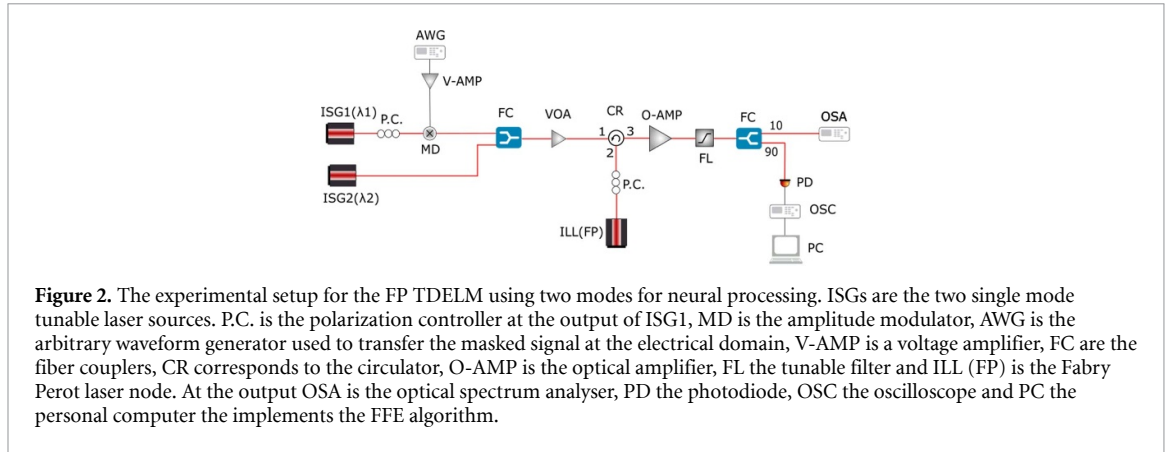 AWG
V-AMP
ISG1(λ1)
P.C.
MD
FC
VOA
CR
O-AMP
FC
OSA
1
3
2
10
90
FL
P.C.
PD
ISG2(λ2)
OSC
ILL(FP)
PC
Figure 2. The experimental setup for the FP TDELM using two modes for neural processing. ISGs are the two single mode
tunable laser sources. P.C. is the polarization controller at the output of ISG1, MD is the amplitude modulator, AWG is the
arbitrary waveform generator used to transfer the masked signal at the electrical domain, V-AMP is a voltage amplifier, FC are the
fiber couplers, CR corresponds to the circulator, O-AMP is the optical amplifier, FL the tunable filter and ILL (FP) is the Fabry
Perot laser node. At the output OSA is the optical spectrum analyser, PD the photodiode, OSC the oscilloscope and PC the
personal computer the implements the FFE algorithm.